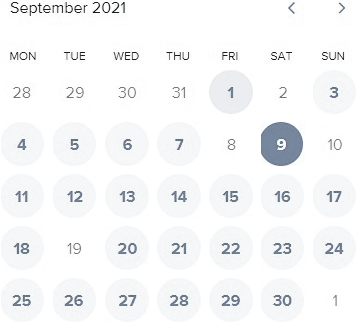 September 2021
MON TUE WED THU FRI SAT SUN
28 29 30 31 1 2 3
4 5 6 7 8 9 10
11 12 13 14 15 16 17
18 19 20 21 22 23 24
25 26 27 28 29 30 1